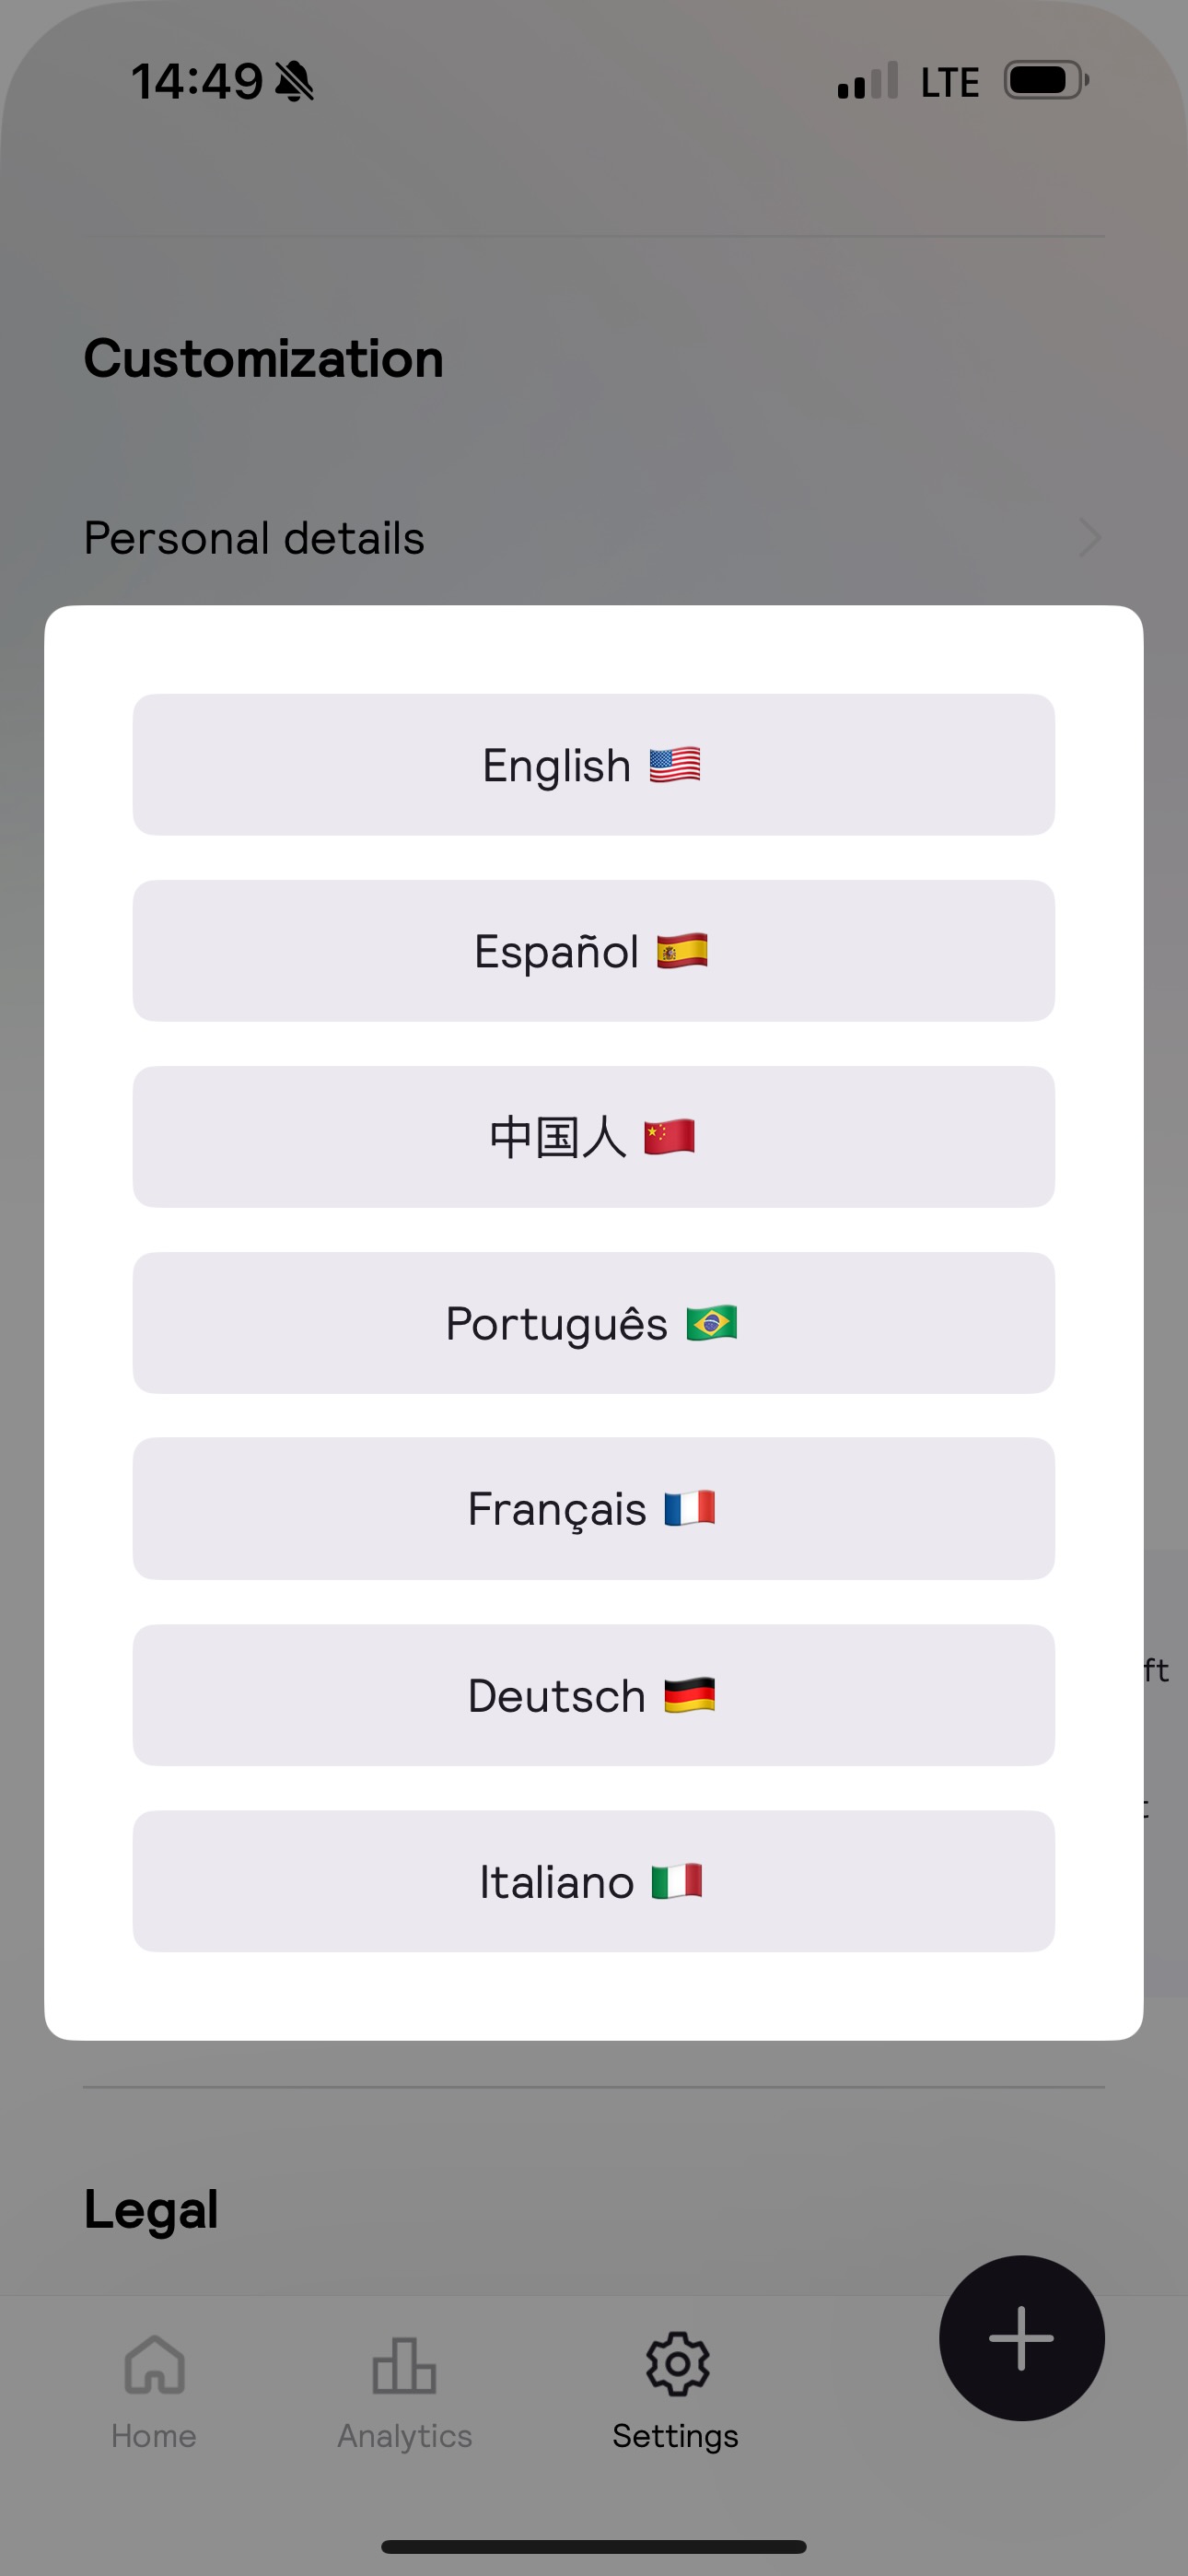 14:49
LTE
Customization
Personal details
English 🇺🇸
Español 🇪🇸
中国人 🇨🇳
Português 🇧🇷
Français 🇫🇷
ft
Deutsch 🇩🇪
Italiano 🇮🇹
Legal
Home
Analytics
Settings